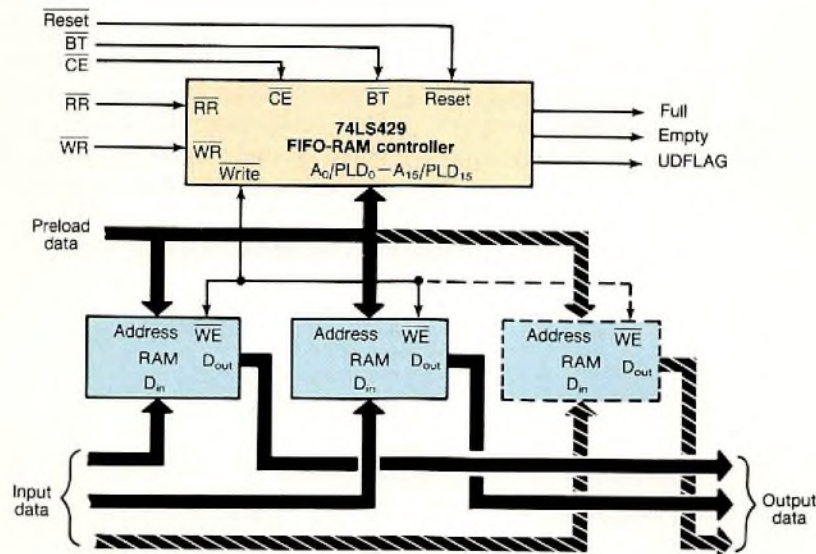 Reset
BT
CE
RR
WR
CE BT Reset
RR
74LS429
FIFO-RAM controller
WR
Write A₀/PLD₀—A₁₅/PLD₁₅
Full
Empty
UDFLAG
Preload
data
Address WE
RAM Dout
Din
Address WE
RAM Dout
Din
Address WE
RAM Dout
Din
Input
data
Output
data